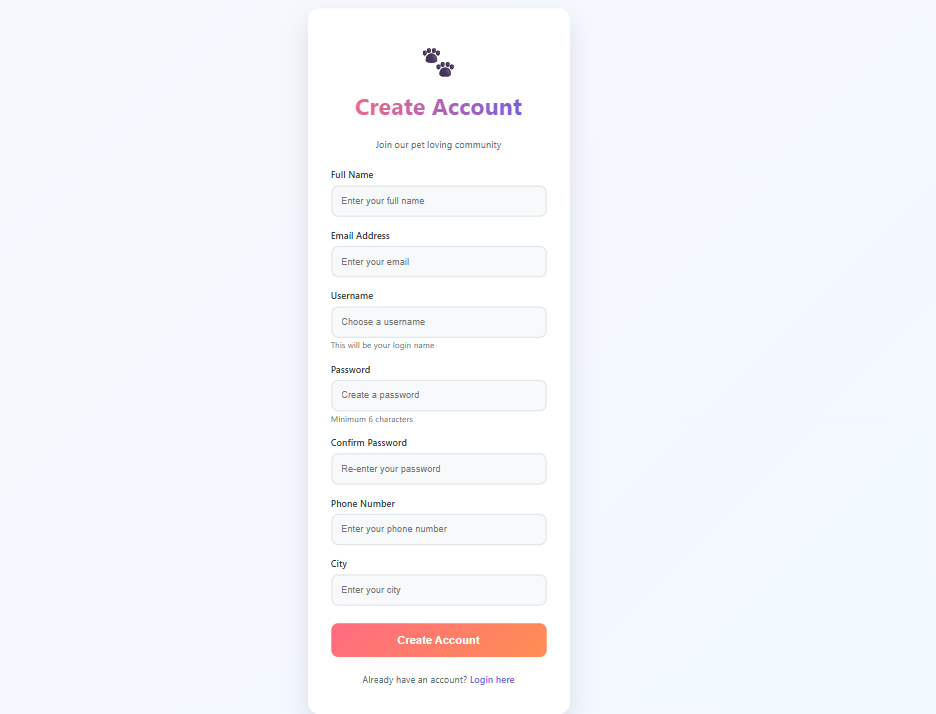 Create Account
Join our pet loving community
Full Name
Enter your full name
Email Address
Enter your email
Username
Choose a username
This will be your login name
Password
Create a password
Minimum 6 characters
Confirm Password
Re-enter your password
Phone Number
Enter your phone number
City
Enter your city
Create Account
Already have an account? Login here